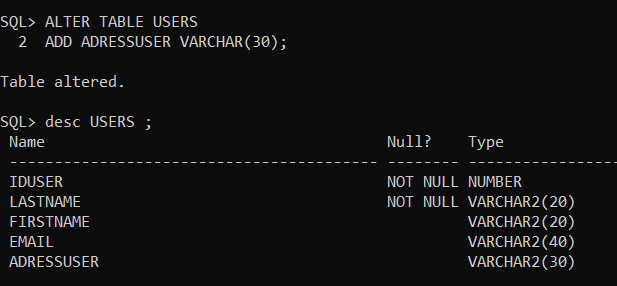 SQL> ALTER TABLE USERS
  2  ADD ADRESSUSER VARCHAR(30);
Table altered.
SQL> desc USERS ;
 Name                                      Null?    Type
 ----------------------------------------- -------- -----------------
 IDUSER                                    NOT NULL NUMBER
 LASTNAME                                  NOT NULL VARCHAR2(20)
 FIRSTNAME                                          VARCHAR2(20)
 EMAIL                                              VARCHAR2(40)
 ADRESSUSER                                         VARCHAR2(30)